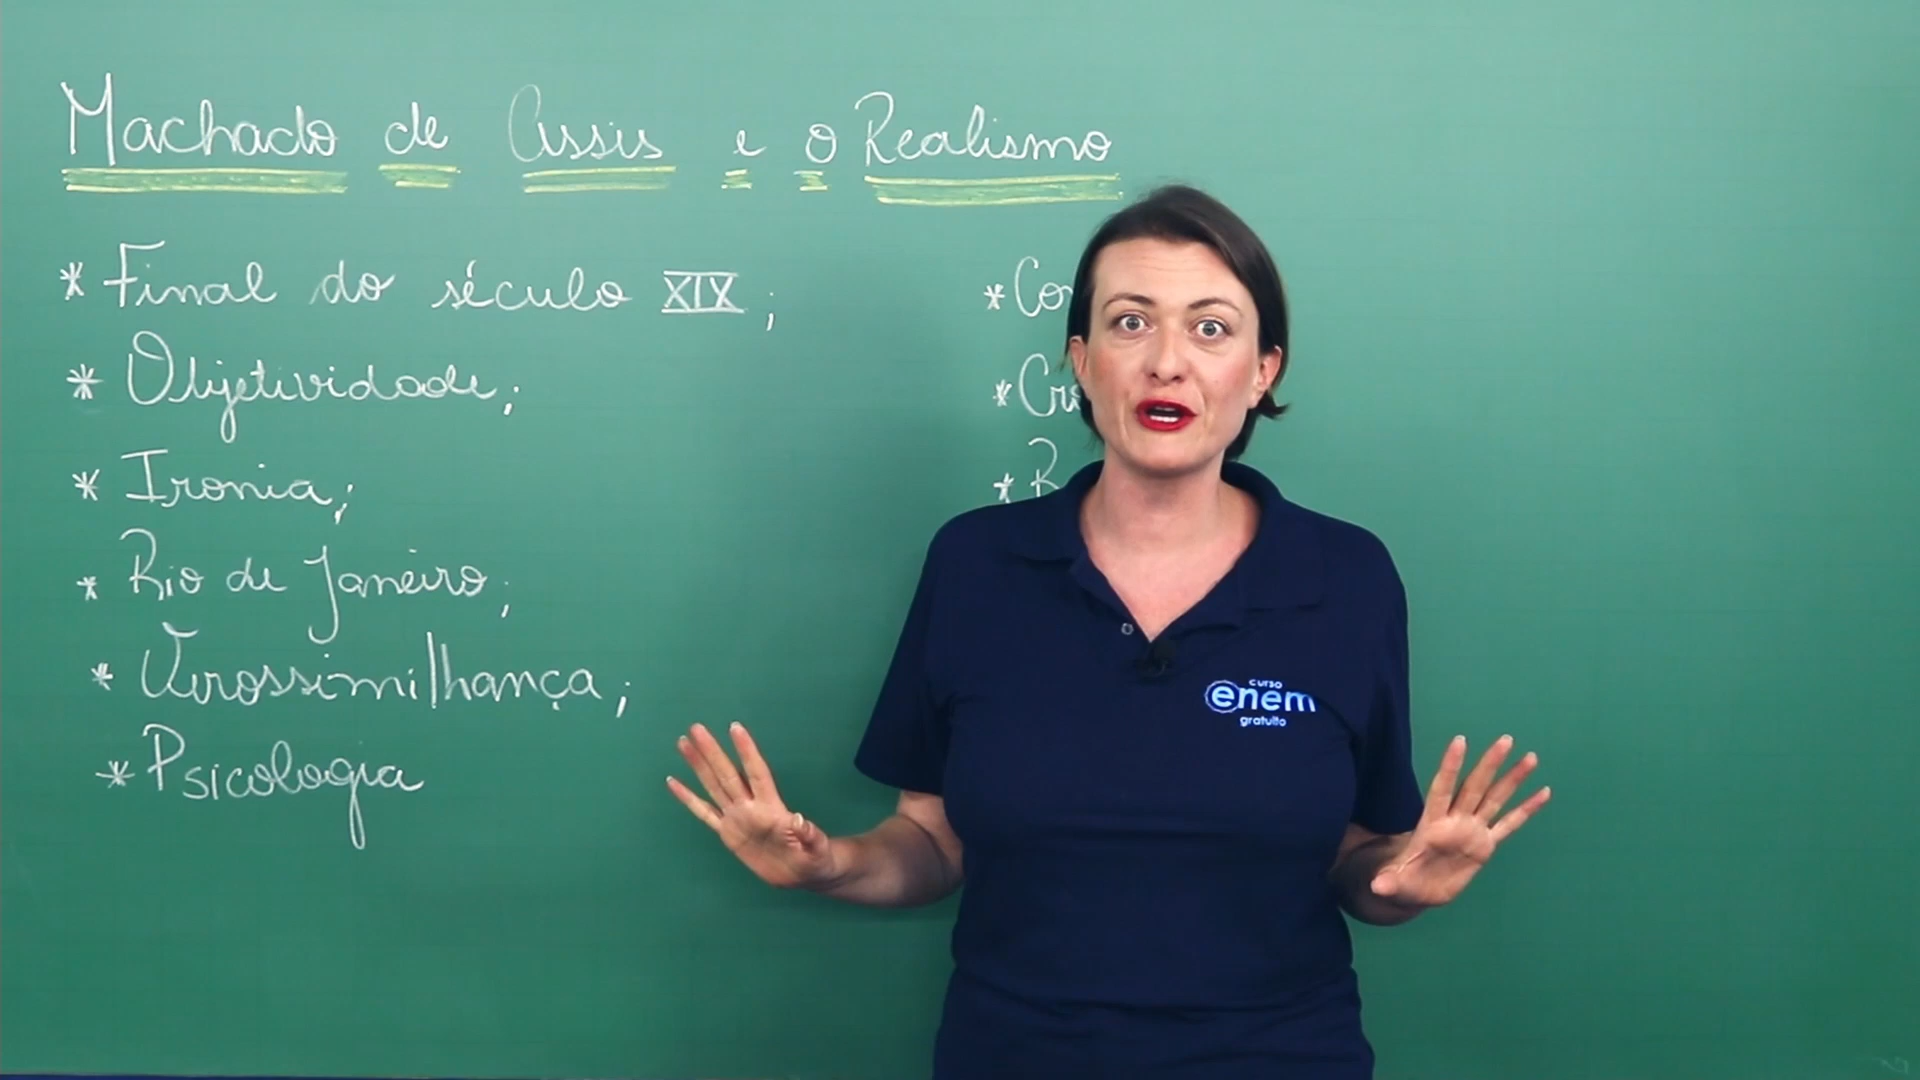 Machado de Assis e o Realismo
* Final do século XIX;
* Objetividade;
* Ironia;
* Rio de Janeiro;
* Verossimilhança;
* Psicologia
curso
enem
gratuito